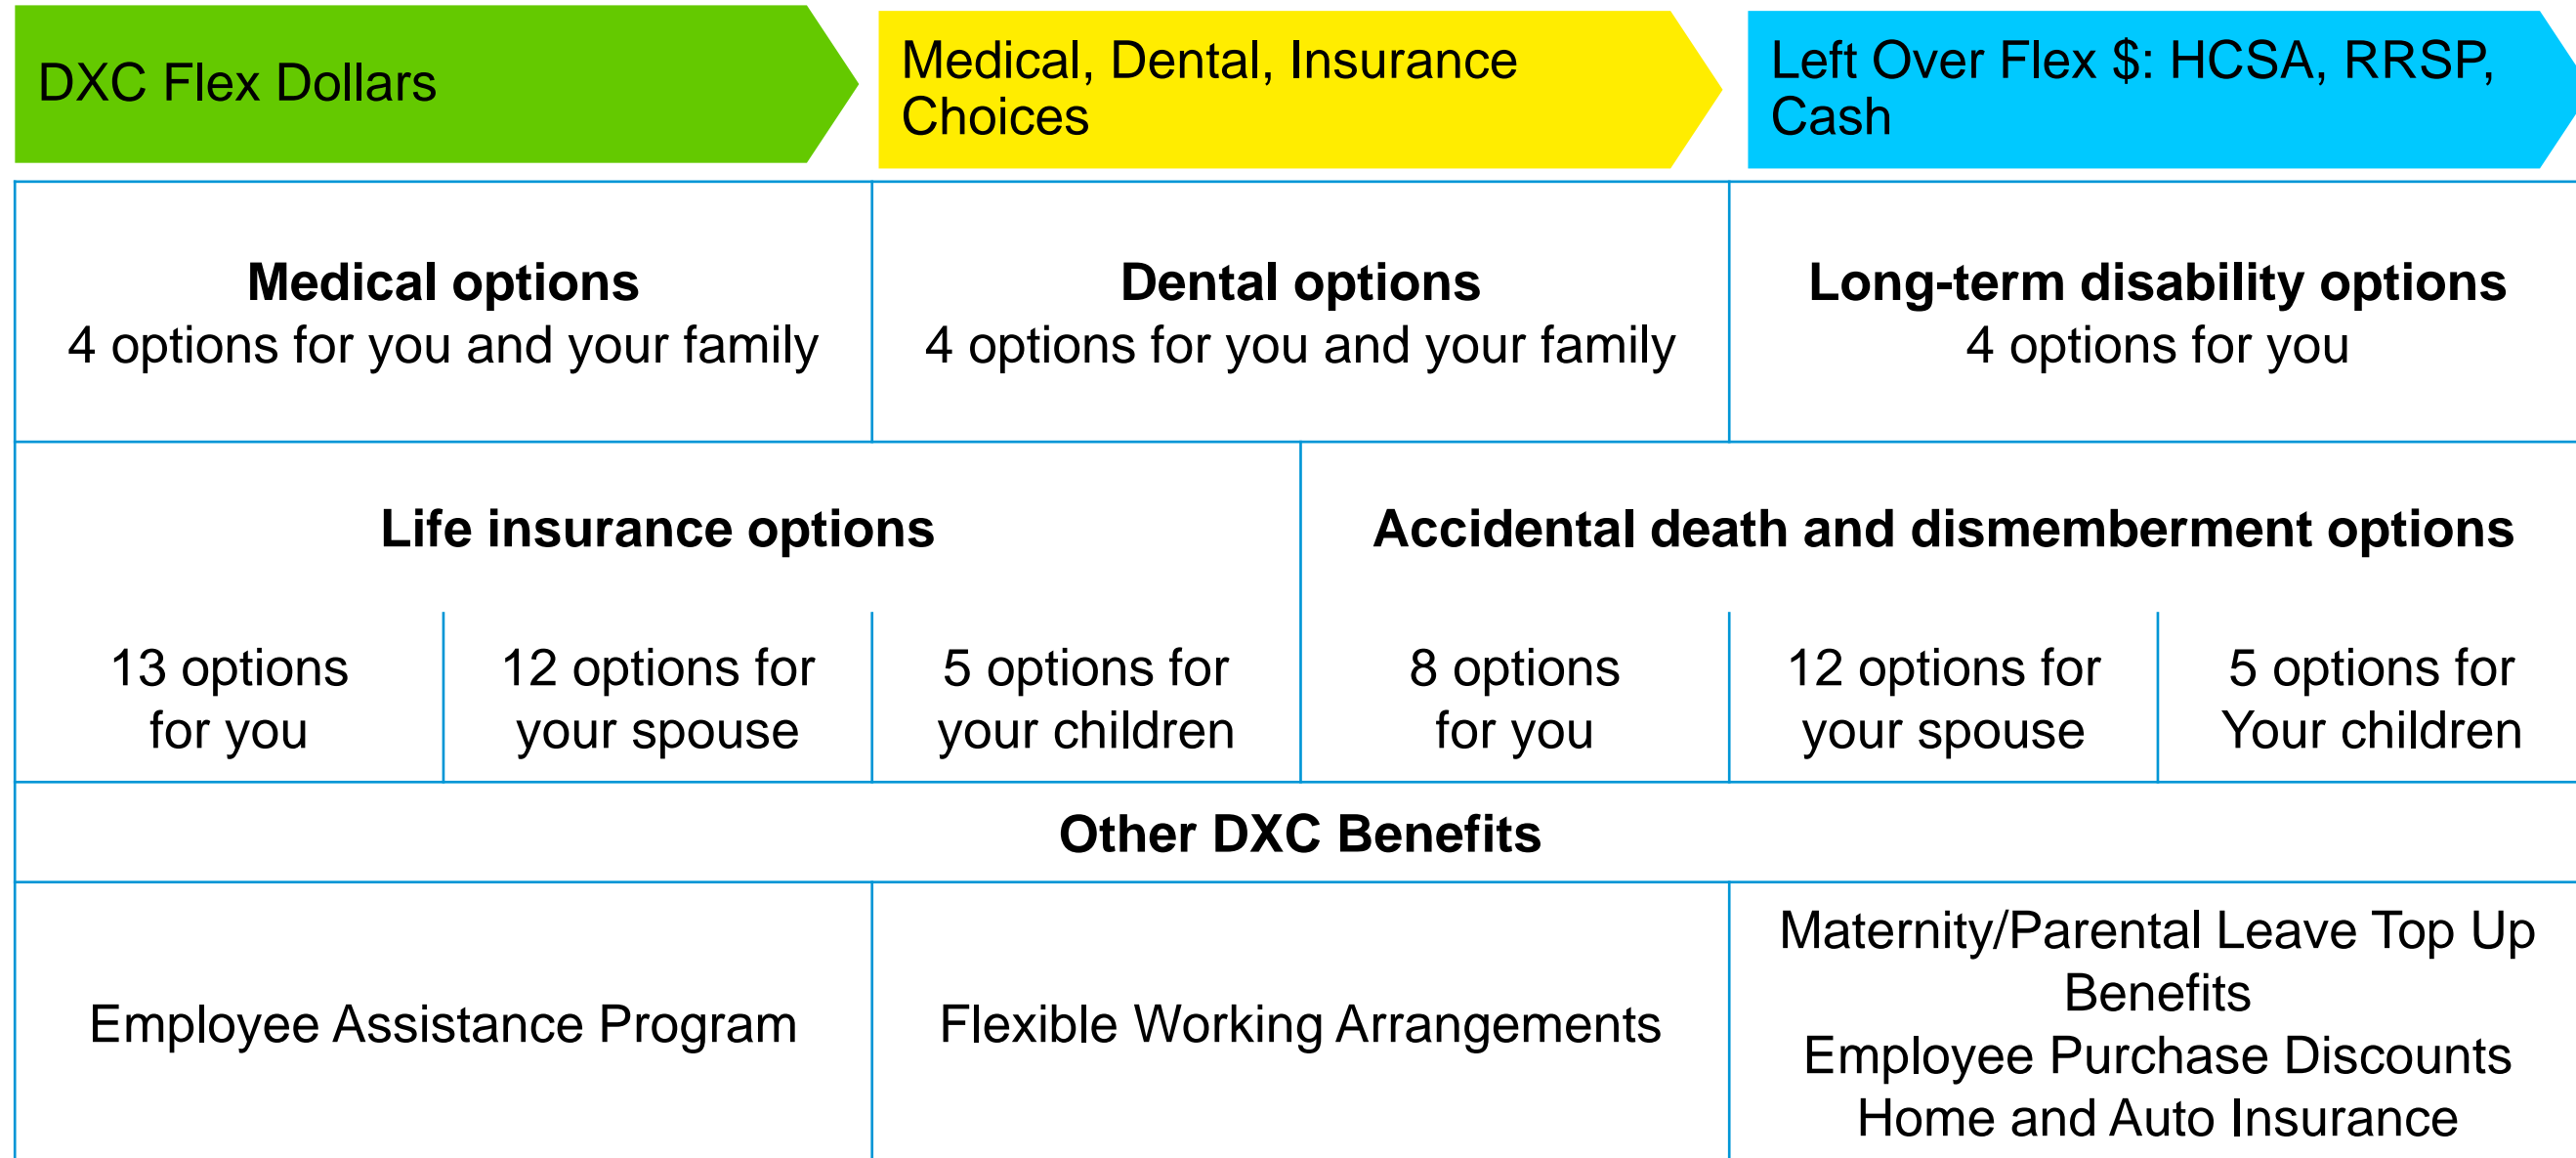 DXC Flex Dollars
Medical, Dental, Insurance
Choices
Left Over Flex $: HCSA, RRSP,
Cash
Medical options
4 options for you and your family
Dental options
4 options for you and your family
Long-term disability options
4 options for you
Life insurance options
Accidental death and dismemberment options
13 options
for you
12 options for
your spouse
5 options for
your children
8 options
for you
12 options for
your spouse
5 options for
Your children
Other DXC Benefits
Employee Assistance Program
Flexible Working Arrangements
Maternity/Parental Leave Top Up
Benefits
Employee Purchase Discounts
Home and Auto Insurance